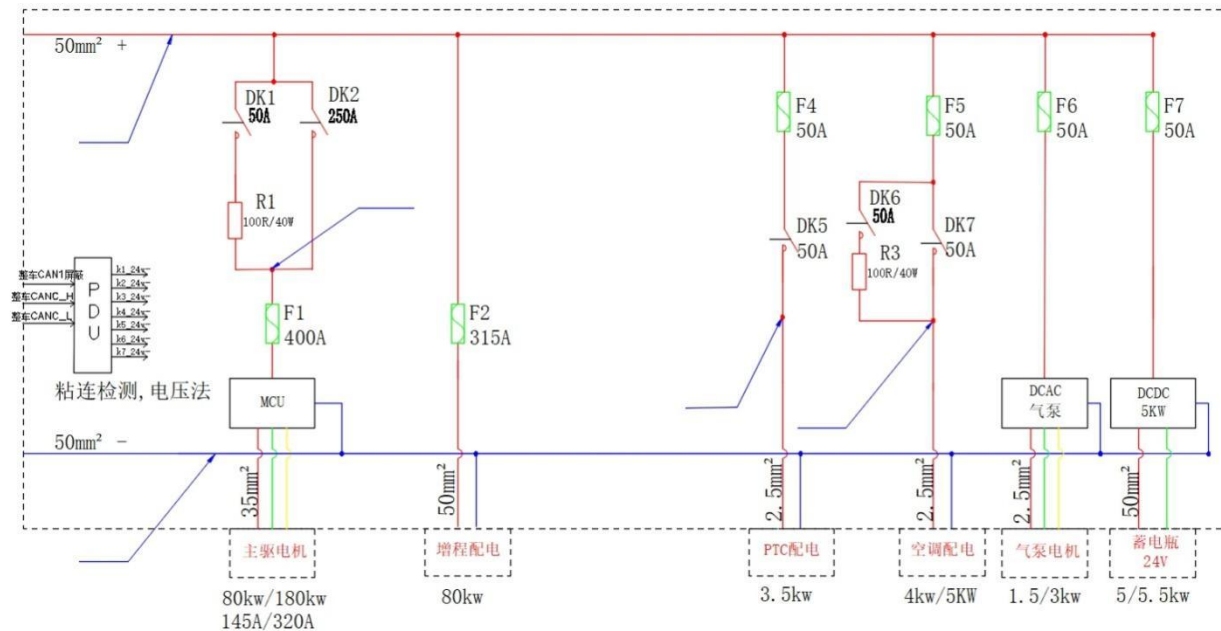 50mm² +
DK1
50A
DK2
250A
R1
100R/40W
F1
400A
F2
315A
F4
50A
DK5
50A
F5
50A
DK6
50A
R3
100R/40W
DK7
50A
F6
50A
F7
50A
整车CAN1屏蔽
整车CANC_H
整车CANC_L
PDU
k1_24v
k2_24v
k3_24v
k4_24v
k5_24v
k6_24v
k7_24v
粘连检测,电压法
MCU
DCAC
气泵
DCDC
5KW
50mm² -
35mm²
50mm²
2.5mm²
2.5mm²
2.5mm²
50mm²
主驱电机
增程配电
PTC配电
空调配电
气泵电机
蓄电瓶
24V
80kw/180kw
145A/320A
80kw
3.5kw
4kw/5KW
1.5/3kw
5/5.5kw